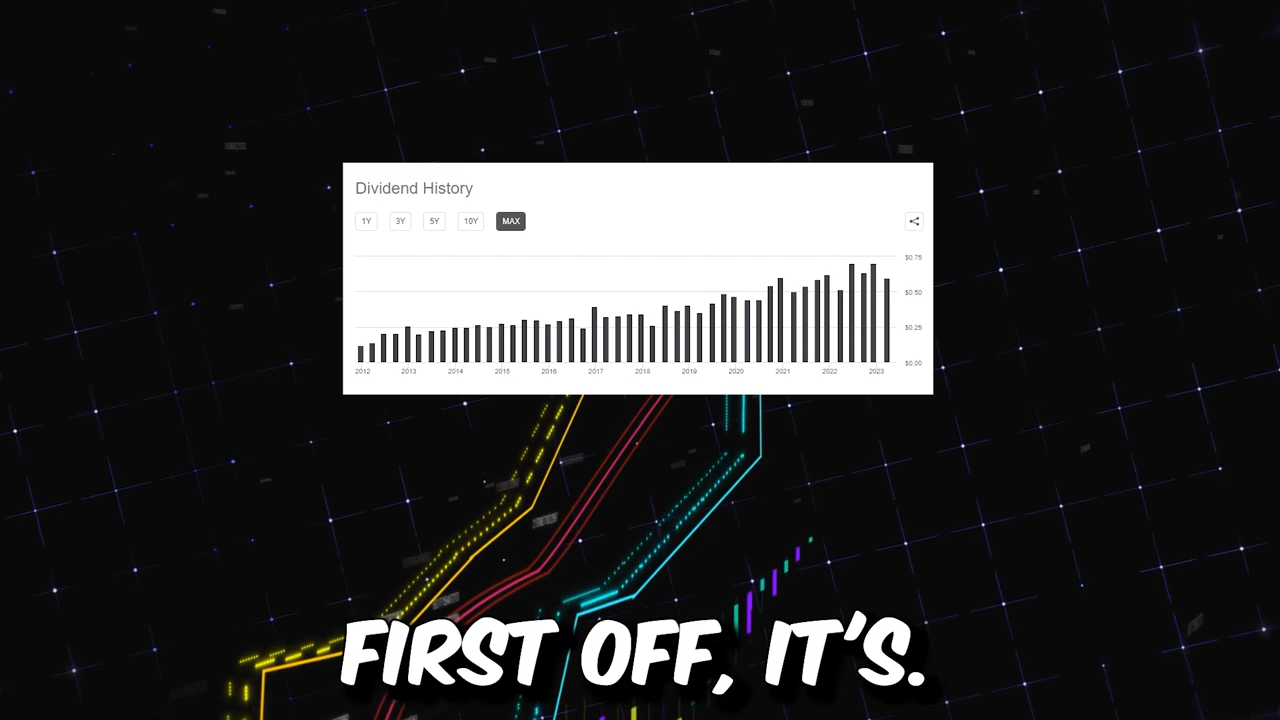 Dividend History
1Y 3Y 5Y 10Y MAX
$0.75
$0.50
$0.25
$0.00
2012 2013 2014 2015 2016 2017 2018 2019 2020 2021 2022 2023
FIRST OFF, IT'S.